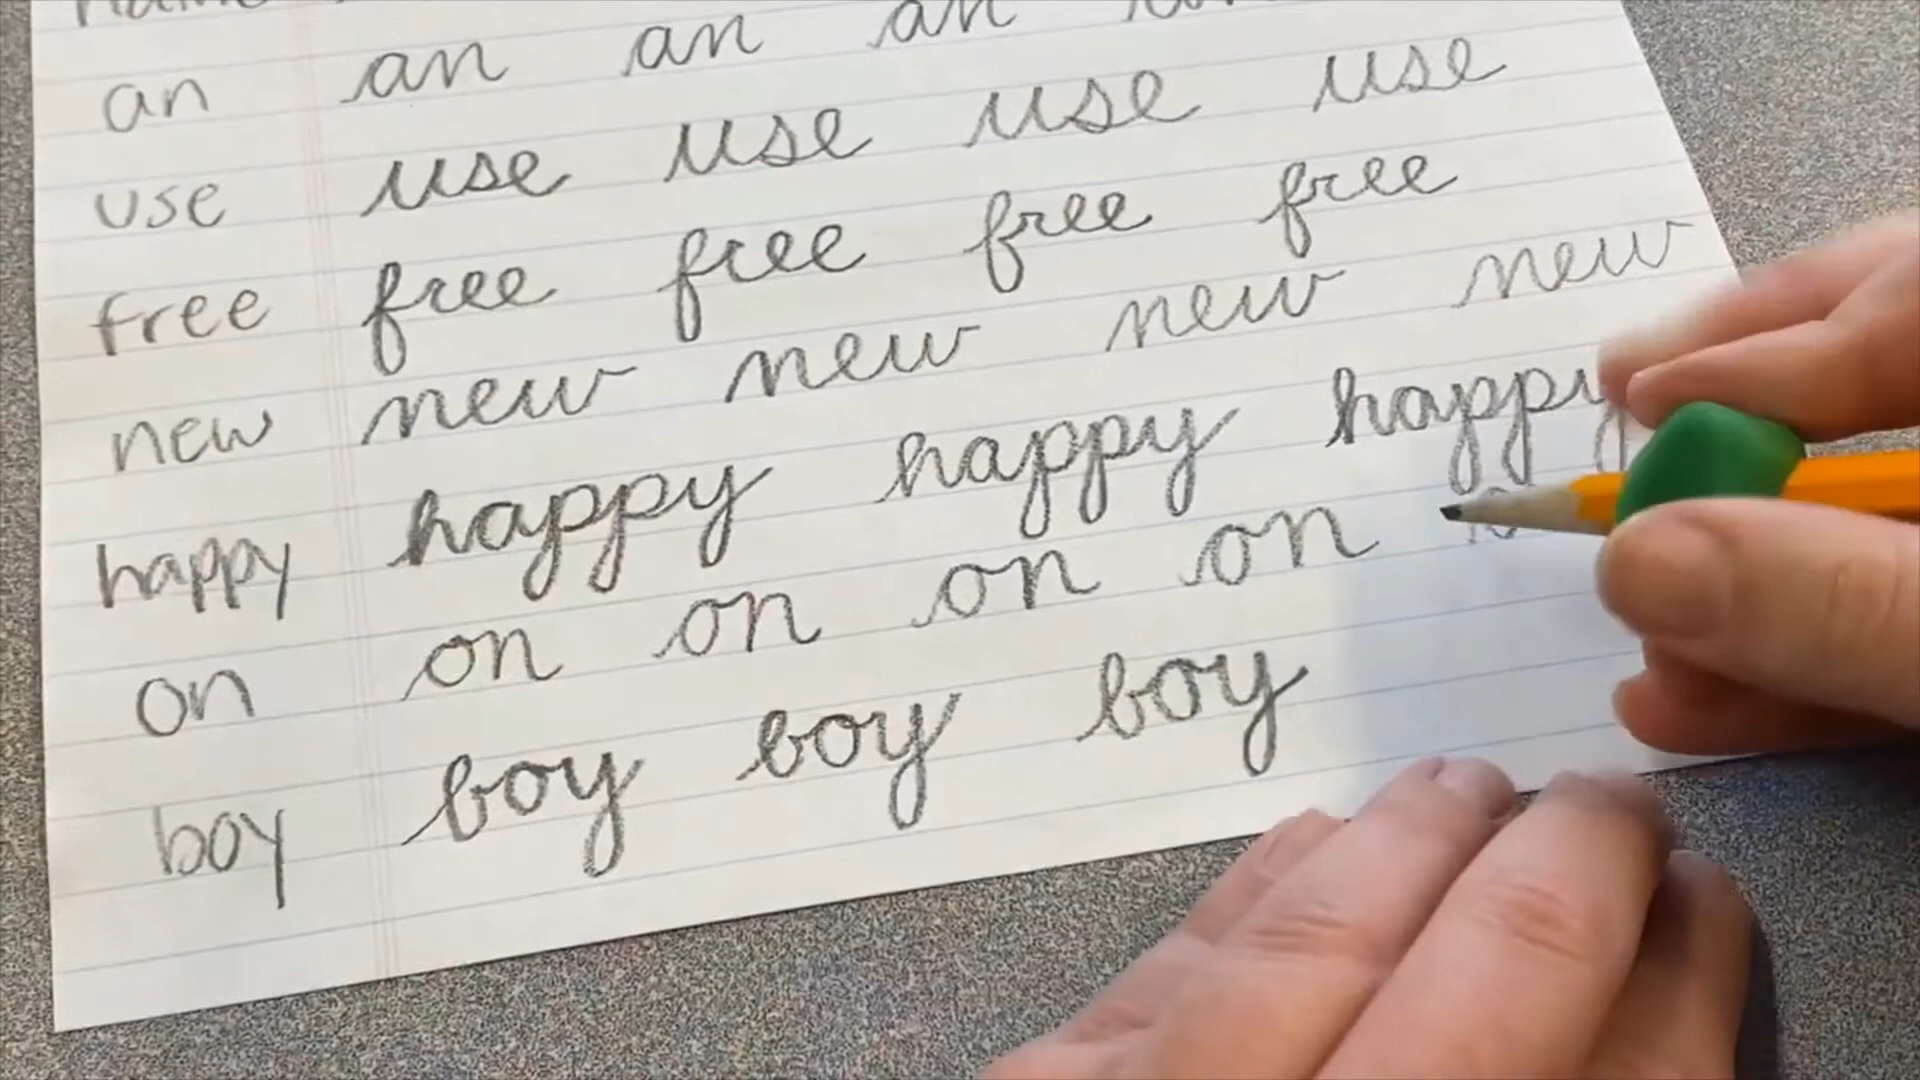 an an an an
use use use use use
free free free free free
new new new new new
happy happy happy happy
on on on on on
boy boy boy boy